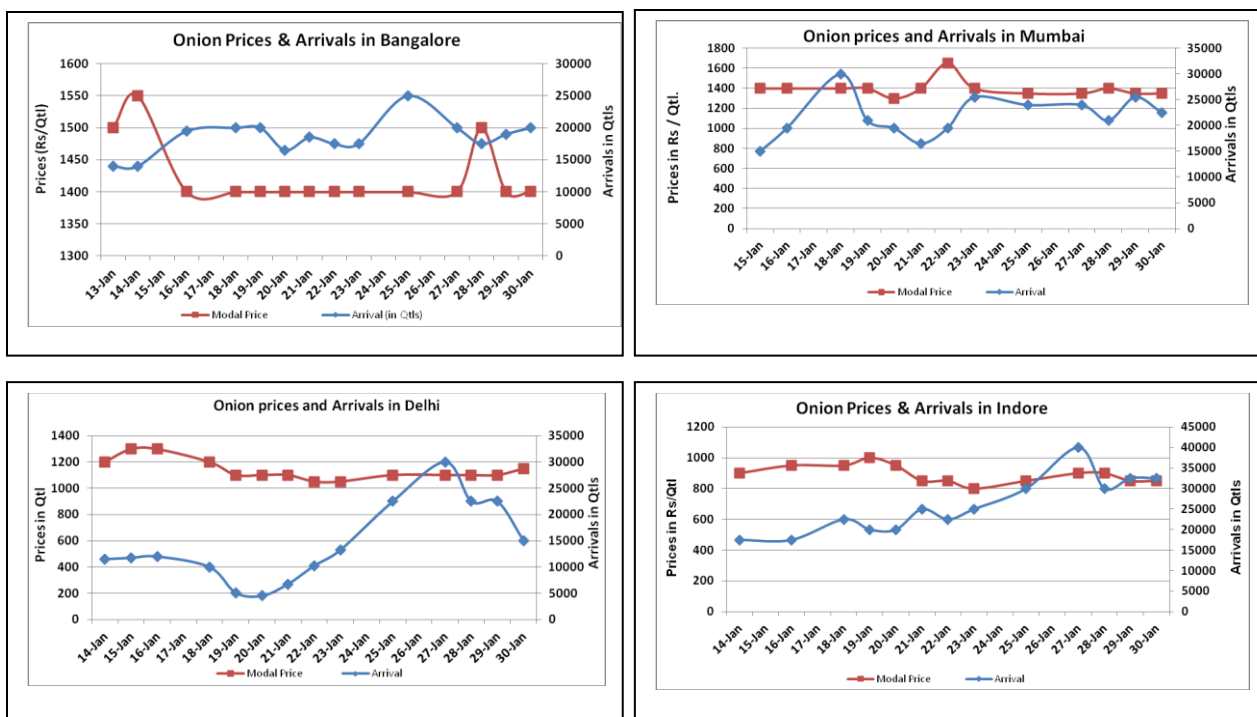 Onion Prices & Arrivals in Bangalore
Prices (Rs/Qtl)
1600
1550
1500
1450
1400
1350
1300
30000
25000
20000
15000
10000
5000
0
Arrivals in Qtls
13-Jan
14-Jan
15-Jan
16-Jan
17-Jan
18-Jan
19-Jan
20-Jan
21-Jan
22-Jan
23-Jan
24-Jan
25-Jan
26-Jan
27-Jan
28-Jan
29-Jan
30-Jan
Modal Price Arrival (in Qtls)
Onion prices and Arrivals in Mumbai
Prices in Rs / Qtl.
1800
1600
1400
1200
1000
800
600
400
200
0
35000
30000
25000
20000
15000
10000
5000
0
Arrivals in Qtls
15-Jan
16-Jan
17-Jan
18-Jan
19-Jan
20-Jan
21-Jan
22-Jan
23-Jan
24-Jan
25-Jan
26-Jan
27-Jan
28-Jan
29-Jan
30-Jan
Modal Price Arrival
Onion prices and Arrivals in Delhi
Prices in Qtl
1400
1200
1000
800
600
400
200
0
35000
30000
25000
20000
15000
10000
5000
0
Arrivals in Qtls
14-Jan
15-Jan
16-Jan
17-Jan
18-Jan
19-Jan
20-Jan
21-Jan
22-Jan
23-Jan
24-Jan
25-Jan
26-Jan
27-Jan
28-Jan
29-Jan
30-Jan
Modal Price Arrival
Onion Prices & Arrivals in Indore
Prices in Rs/Qtl
1200
1000
800
600
400
200
0
45000
40000
35000
30000
25000
20000
15000
10000
5000
0
Arrivals in Qtls
14-Jan
15-Jan
16-Jan
17-Jan
18-Jan
19-Jan
20-Jan
21-Jan
22-Jan
23-Jan
24-Jan
25-Jan
26-Jan
27-Jan
28-Jan
29-Jan
30-Jan
Modal Price Arrival